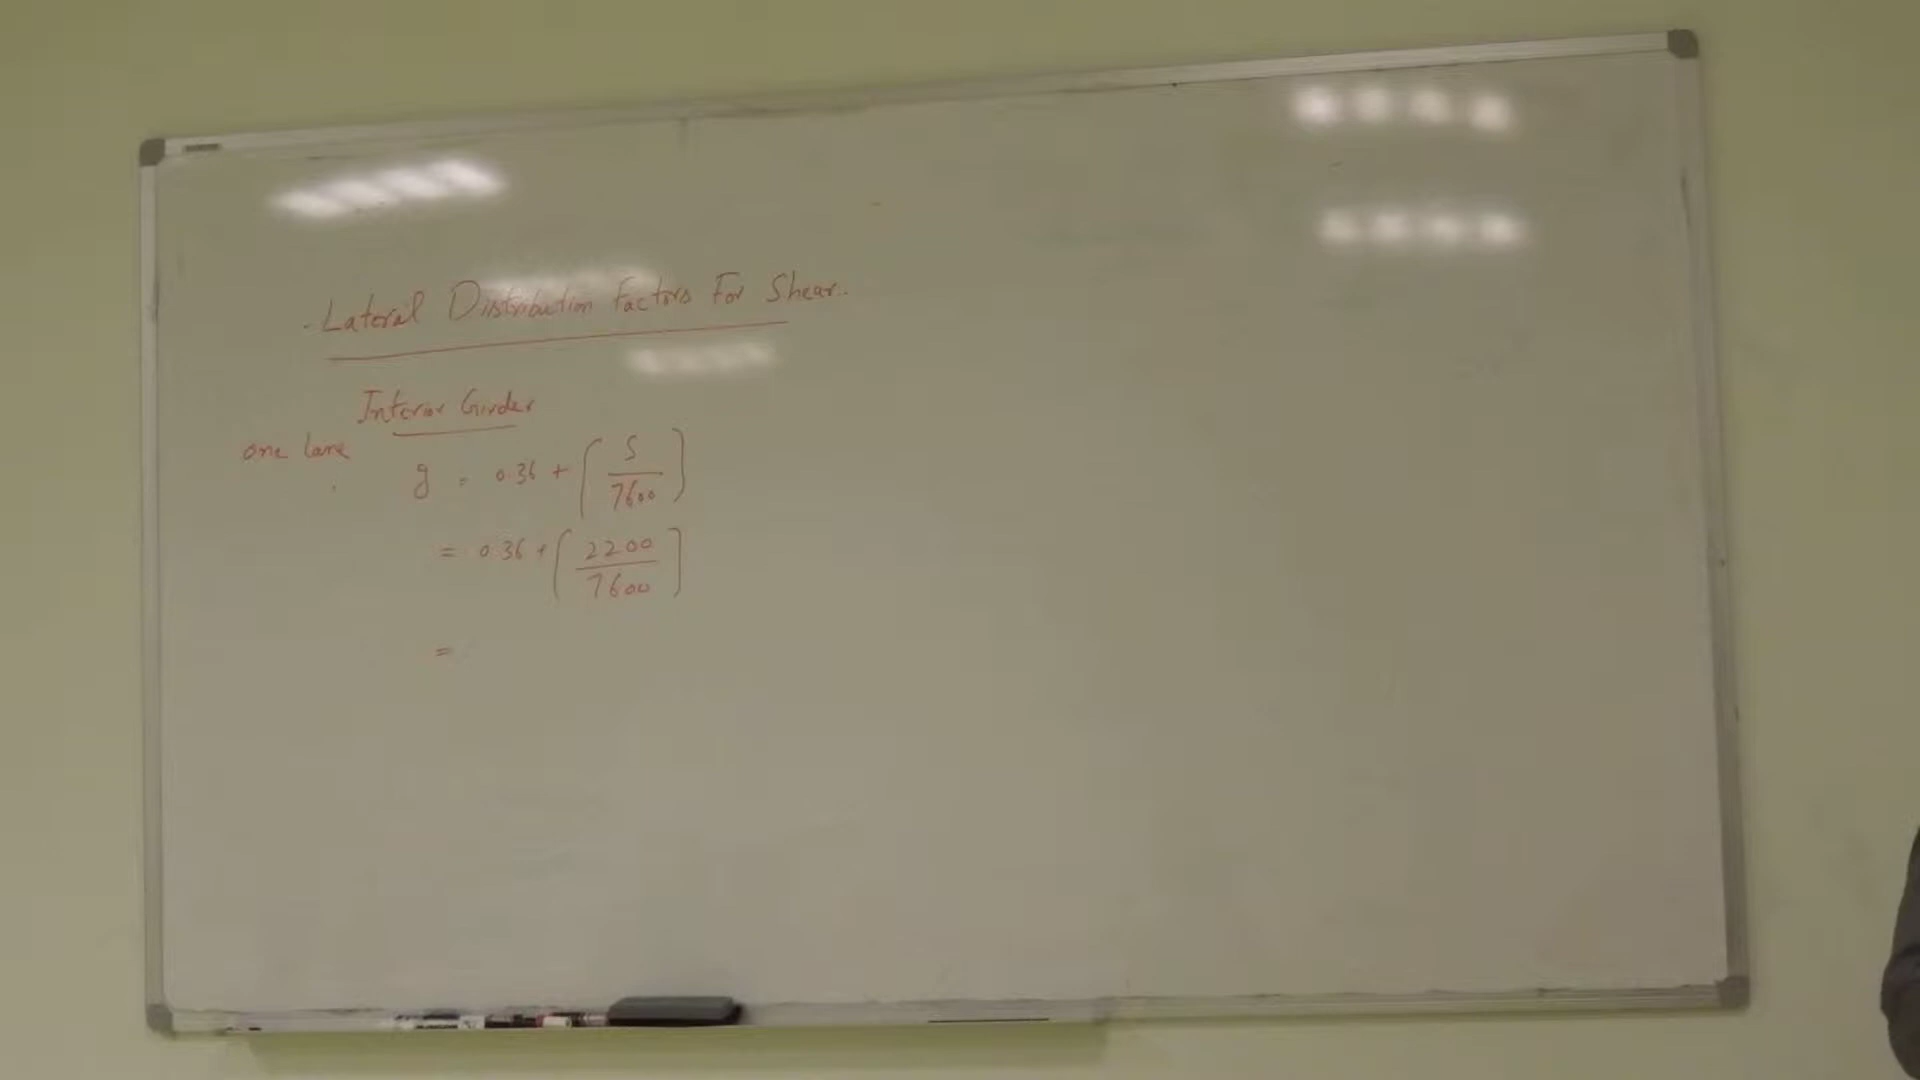 . Lateral Distribution Factors For Shear.
Interior Girder
one lane
g = 0.36 + [ S / 7600 ]
= 0.36 + [ 2200 / 7600 ]
=